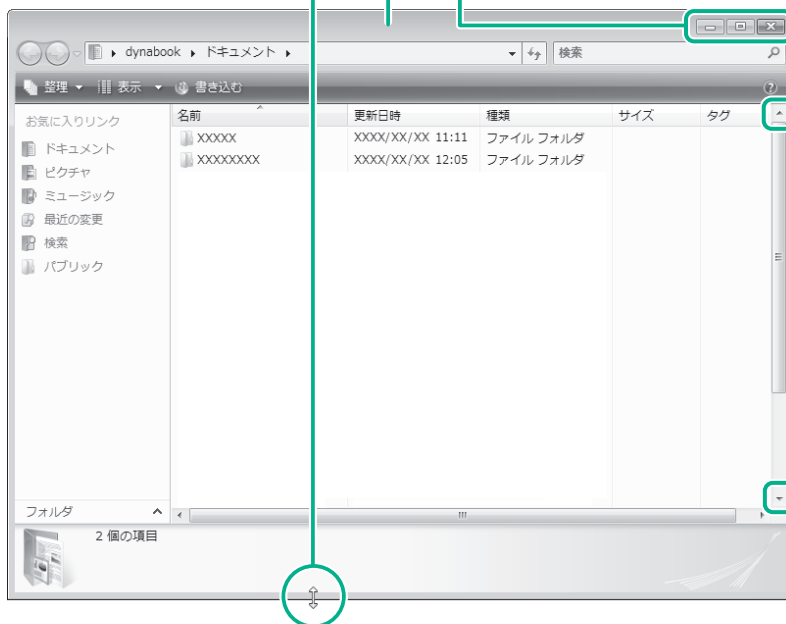 dynabook ドキュメント 検索
整理 表示 書き込む
お気に入りリンク
ドキュメント
ピクチャ
ミュージック
最近の変更
検索
パブリック
フォルダ
名前 更新日時 種類 サイズ タグ
XXXXX XXXX/XX/XX 11:11 ファイル フォルダ
XXXXXXXX XXXX/XX/XX 12:05 ファイル フォルダ
2 個の項目